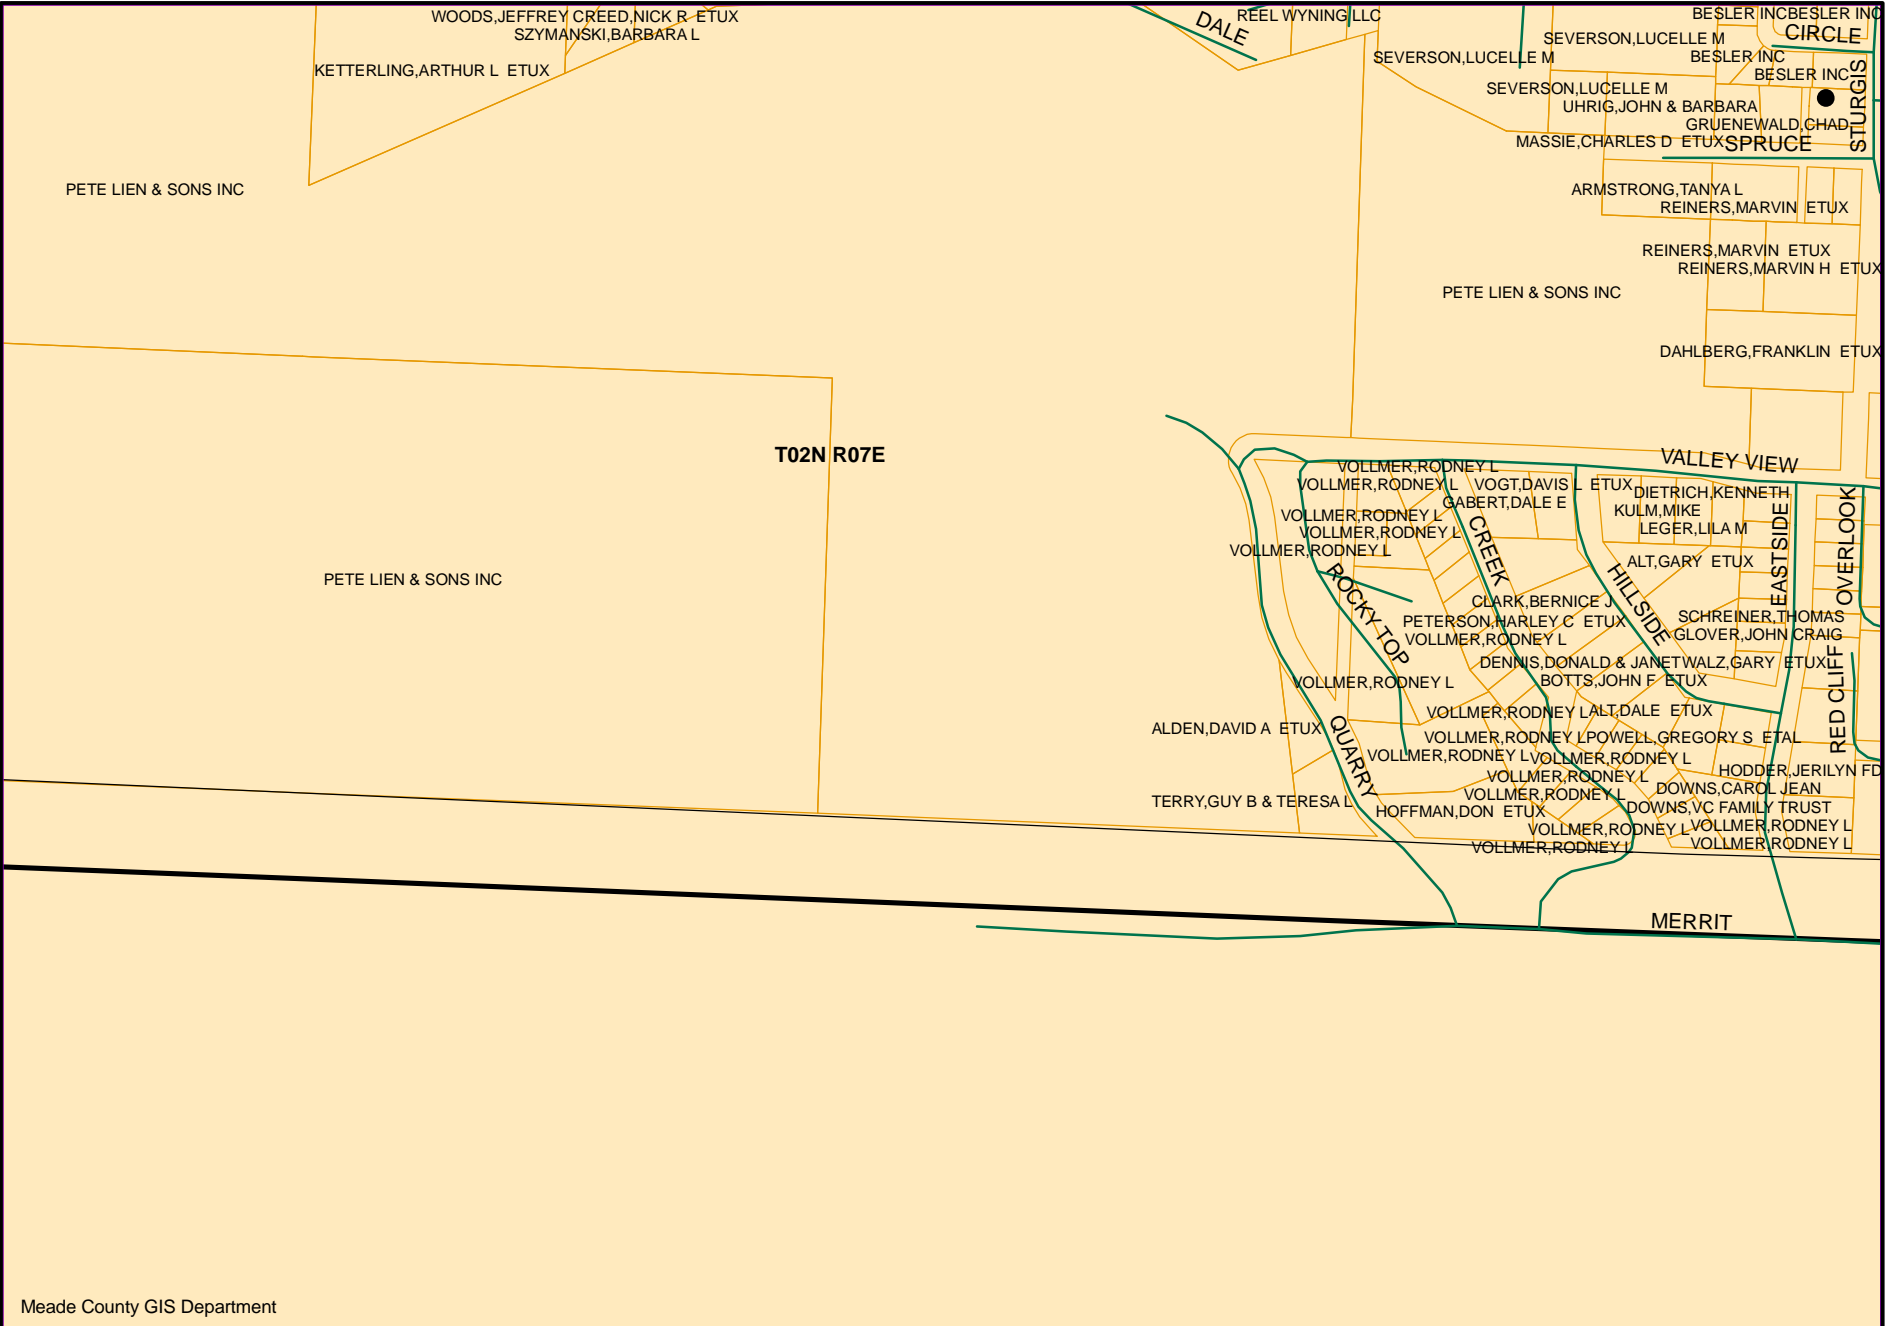 WOODS,JEFFREY CREED,NICK R  ETUX
SZYMANSKI,BARBARA L
KETTERLING,ARTHUR L  ETUX
PETE LIEN & SONS INC
DALE
REEL WYNING LLC
BESLER INC
BESLER INC
CIRCLE
SEVERSON,LUCELLE M
SEVERSON,LUCELLE M
BESLER INC
BESLER INC
STURGIS
SEVERSON,LUCELLE M
UHRIG,JOHN & BARBARA
GRUENEWALD,CHAD
MASSIE,CHARLES D  ETUX
SPRUCE
ARMSTRONG,TANYA L
REINERS,MARVIN  ETUX
REINERS,MARVIN  ETUX
REINERS,MARVIN H  ETUX
PETE LIEN & SONS INC
DAHLBERG,FRANKLIN  ETUX
T02N R07E
VALLEY VIEW
VOLLMER,RODNEY L
VOLLMER,RODNEY L
VOGT,DAVIS L  ETUX
DIETRICH,KENNETH
GABERT,DALE E
KULM,MIKE
VOLLMER,RODNEY L
VOLLMER,RODNEY L
LEGER,LILA M
VOLLMER,RODNEY L
CREEK
EASTSIDE
OVERLOOK
ALT,GARY  ETUX
PETE LIEN & SONS INC
ROCKY TOP
HILLSIDE
CLARK,BERNICE J
PETERSON,HARLEY C  ETUX
SCHREINER,THOMAS
VOLLMER,RODNEY L
GLOVER,JOHN CRAIG
DENNIS,DONALD & JANET
WALZ,GARY  ETUX
BOTTS,JOHN F  ETUX
VOLLMER,RODNEY L
RED CLIFF
VOLLMER,RODNEY L
ALT,DALE  ETUX
ALDEN,DAVID A  ETUX
QUARRY
VOLLMER,RODNEY L
POWELL,GREGORY S  ETAL
VOLLMER,RODNEY L
VOLLMER,RODNEY L
HODDER,JERILYN FD
VOLLMER,RODNEY L
DOWNS,CAROL JEAN
VOLLMER,RODNEY L
TERRY,GUY B & TERESA L
HOFFMAN,DON  ETUX
DOWNS,VC FAMILY TRUST
VOLLMER,RODNEY L
VOLLMER,RODNEY L
VOLLMER,RODNEY L
VOLLMER,RODNEY L
MERRIT
Meade County GIS Department